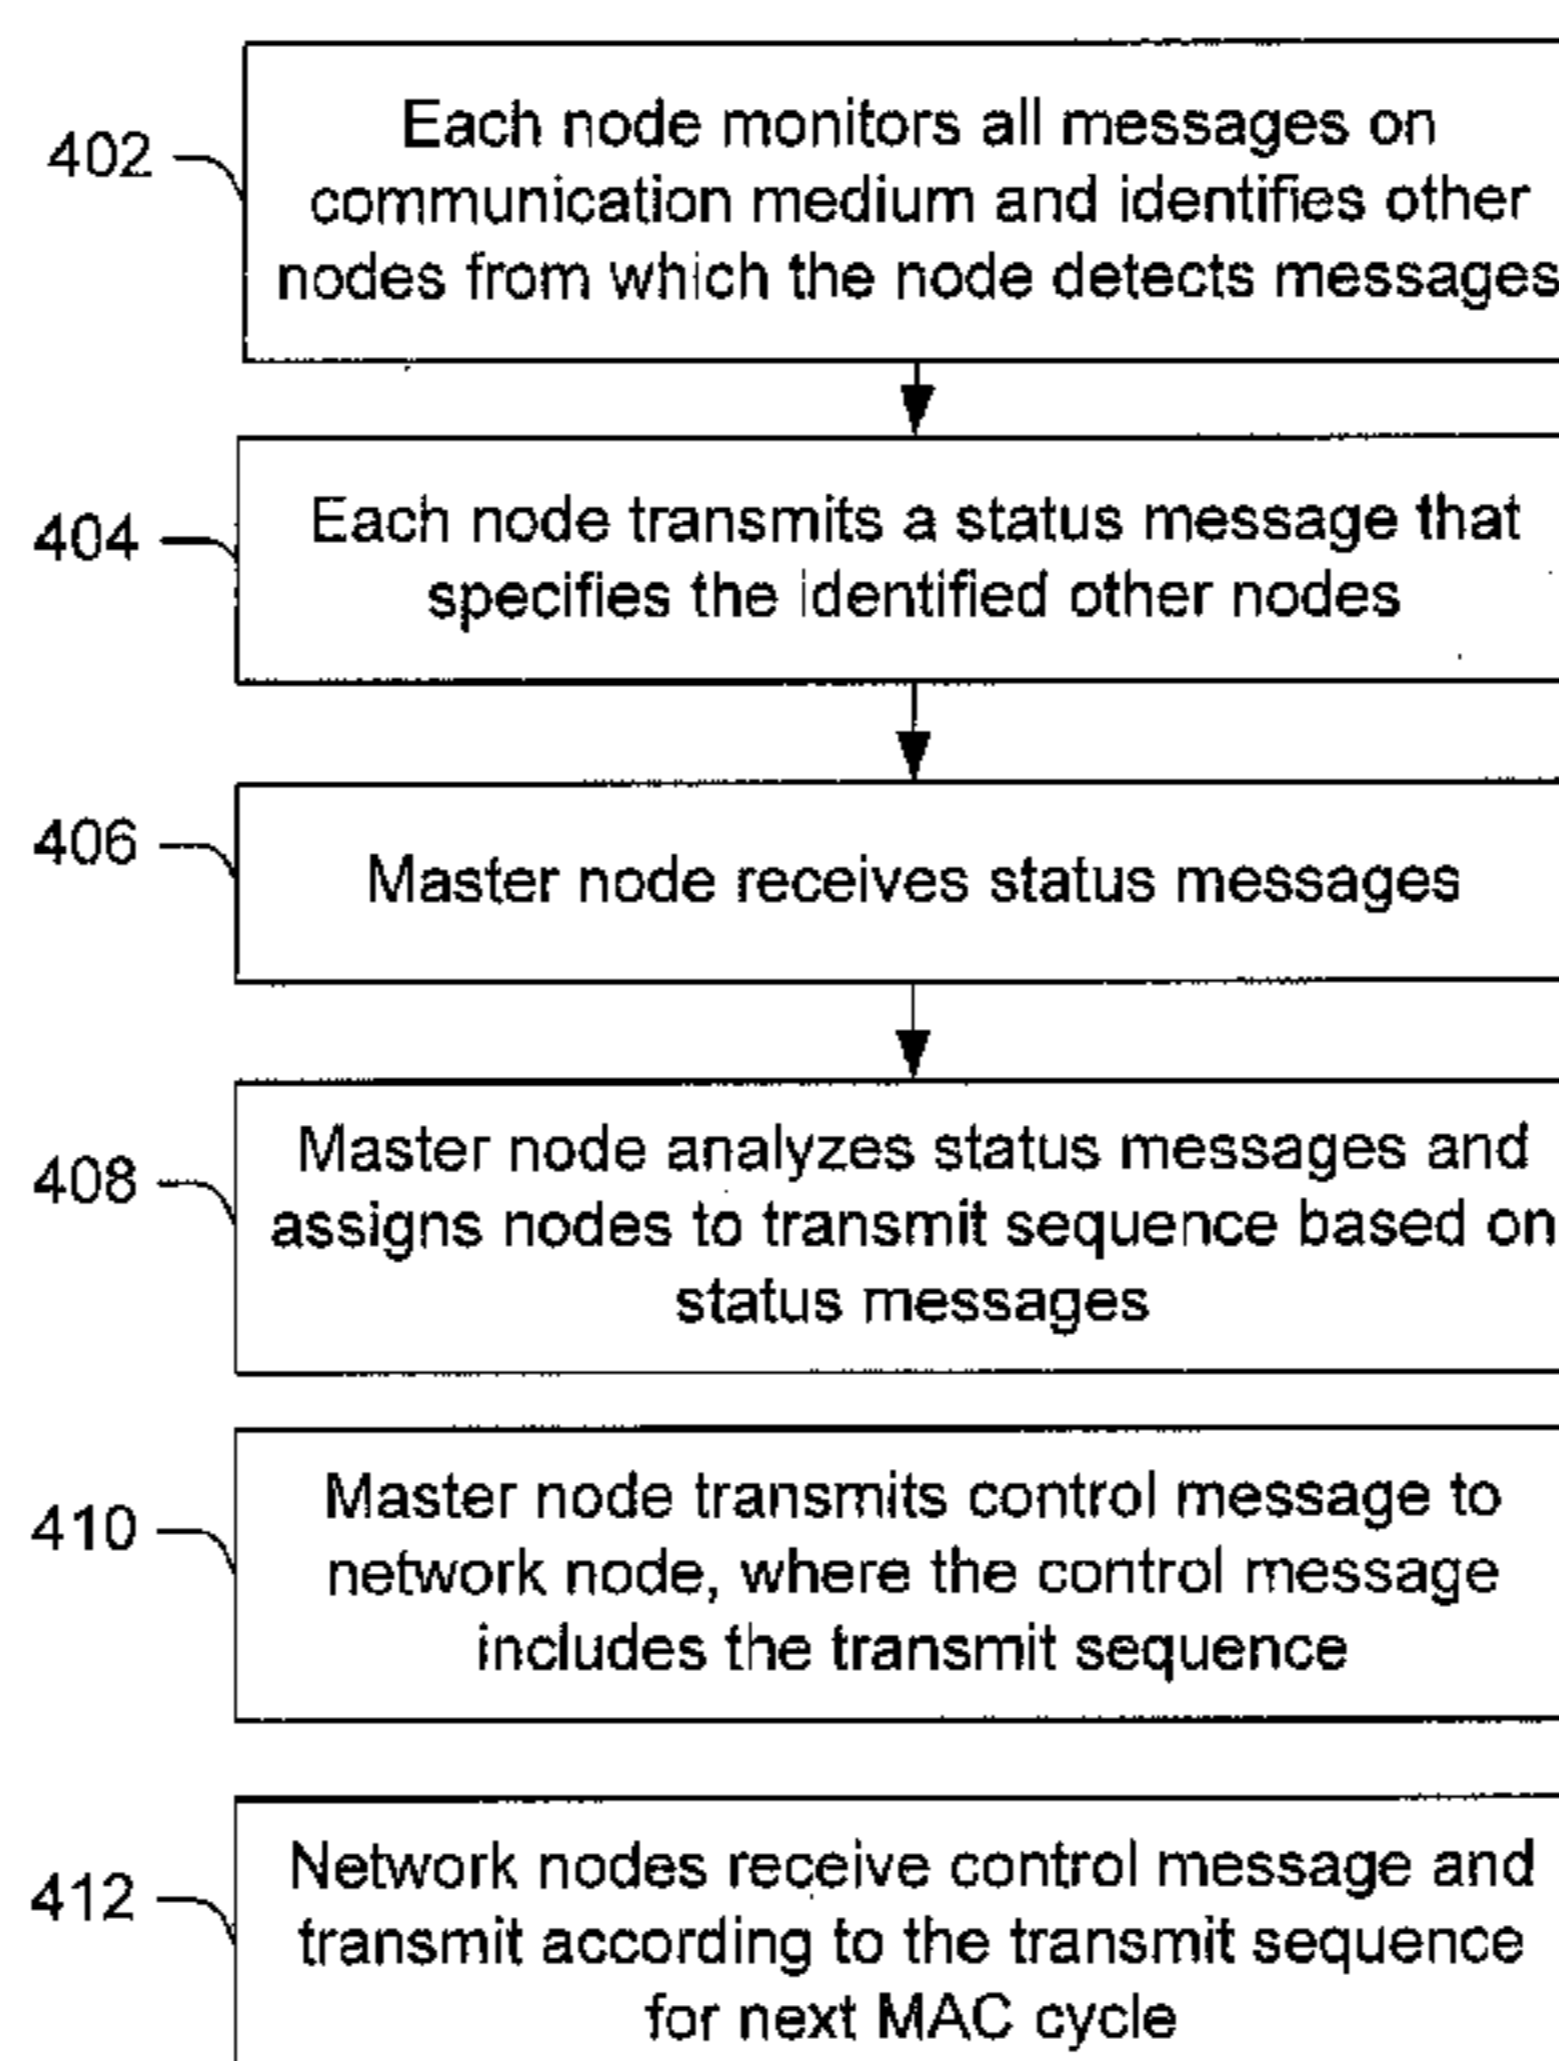 402
Each node monitors all messages on
communication medium and identifies other
nodes from which the node detects messages
404
Each node transmits a status message that
specifies the identified other nodes
406
Master node receives status messages
408
Master node analyzes status messages and
assigns nodes to transmit sequence based on
status messages
410
Master node transmits control message to
network node, where the control message
includes the transmit sequence
412
Network nodes receive control message and
transmit according to the transmit sequence
for next MAC cycle